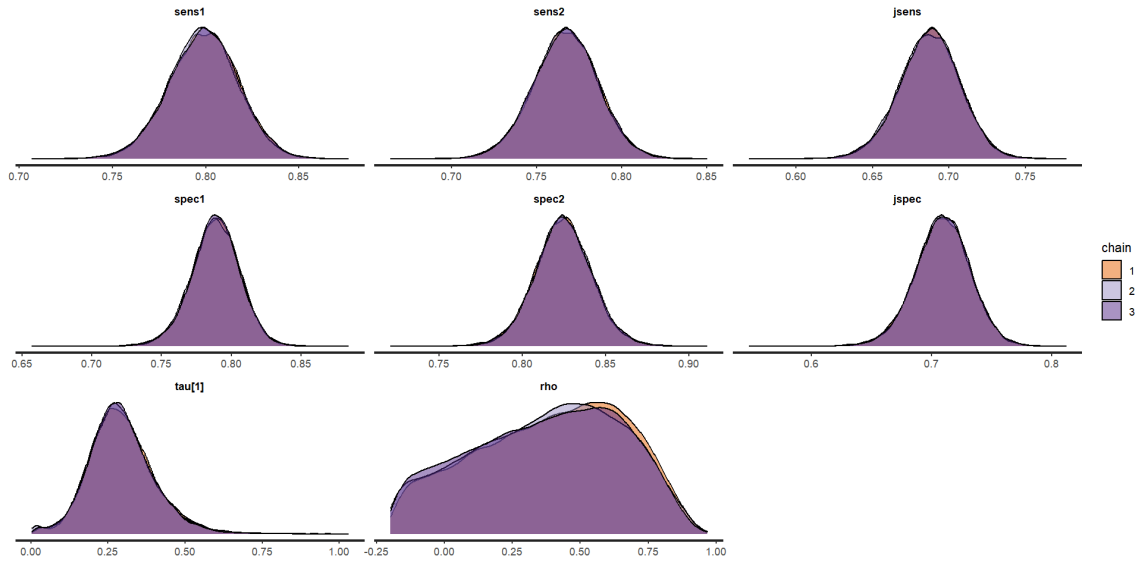 sens1 sens2 jsens
0.70 0.75 0.80 0.85 0.70 0.75 0.80 0.85 0.60 0.65 0.70 0.75
spec1 spec2 jspec
0.65 0.70 0.75 0.80 0.85 0.75 0.80 0.85 0.90 0.6 0.7 0.8
chain
1
2
3
tau[1] rho
0.00 0.25 0.50 0.75 1.00 -0.25 0.00 0.25 0.50 0.75 1.00